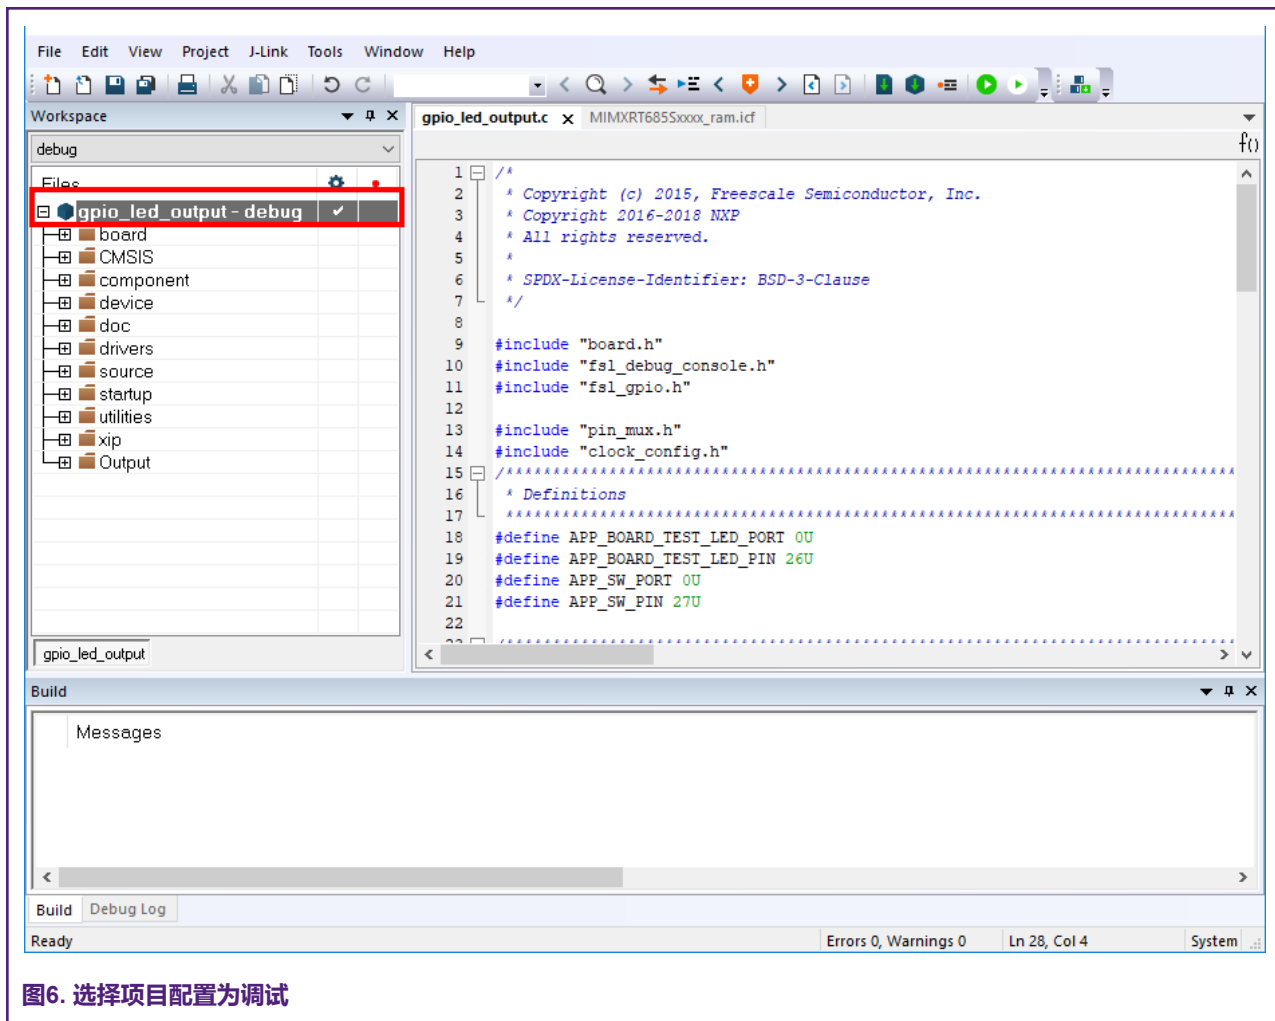 File Edit View Project J-Link Tools Window Help
Workspace
debug
Files
gpio_led_output - debug
board
CMSIS
component
device
doc
drivers
source
startup
utilities
xip
Output
gpio_led_output
gpio_led_output.c MIMXRT685Sxxxx_ram.icf
f()
1 /*
2 * Copyright (c) 2015, Freescale Semiconductor, Inc.
3 * Copyright 2016-2018 NXP
4 * All rights reserved.
5 *
6 * SPDX-License-Identifier: BSD-3-Clause
7 */
8
9 #include "board.h"
10 #include "fsl_debug_console.h"
11 #include "fsl_gpio.h"
12
13 #include "pin_mux.h"
14 #include "clock_config.h"
15 /******************************************************************************
16 * Definitions
17 ******************************************************************************
18 #define APP_BOARD_TEST_LED_PORT 0U
19 #define APP_BOARD_TEST_LED_PIN 26U
20 #define APP_SW_PORT 0U
21 #define APP_SW_PIN 27U
22
23 /******************************************************************************
Build
Messages
Build Debug Log
Ready Errors 0, Warnings 0 Ln 28, Col 4 System
图6. 选择项目配置为调试